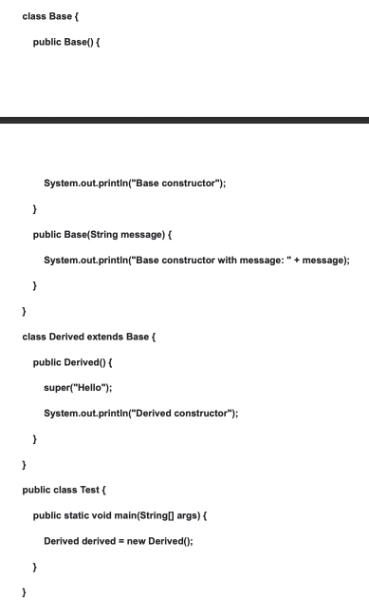 class Base {
public Base() {
System.out.println("Base constructor");
}
public Base(String message) {
System.out.println("Base constructor with message: " + message);
}
}
class Derived extends Base {
public Derived() {
super("Hello");
System.out.println("Derived constructor");
}
}
public class Test {
public static void main(String[] args) {
Derived derived = new Derived();
}
}